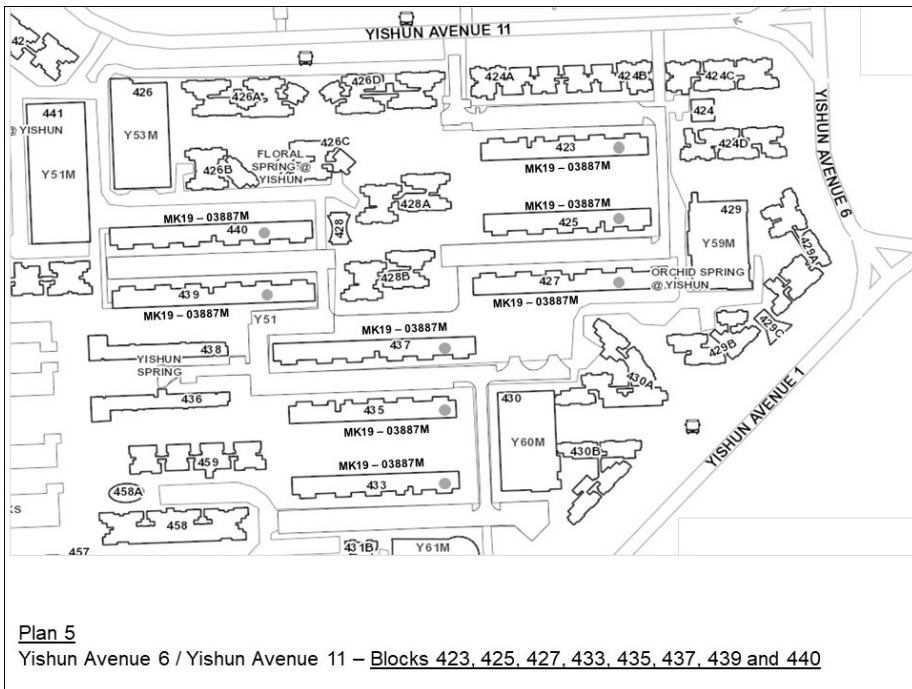 YISHUN AVENUE 11
42
426
426A
426D
424A
424B
424C
441
Y53M
424
@ YISHUN
Y51M
426B
FLORAL
SPRING @
YISHUN
426C
423
MK19 – 03887M
424D
YISHUN AVENUE 6
MK19 – 03887M
440
428
428A
MK19 – 03887M
425
429
Y59M
429A
439
MK19 – 03887M
428B
427
MK19 – 03887M
ORCHID SPRING
@ YISHUN
Y51
MK19 – 03887M
437
438
YISHUN
SPRING
436
429B
429C
430A
435
MK19 – 03887M
430
Y60M
YISHUN AVENUE 1
459
MK19 – 03887M
433
430B
458A
KS
458
457
431B
Y61M
Plan 5
Yishun Avenue 6 / Yishun Avenue 11 – Blocks 423, 425, 427, 433, 435, 437, 439 and 440